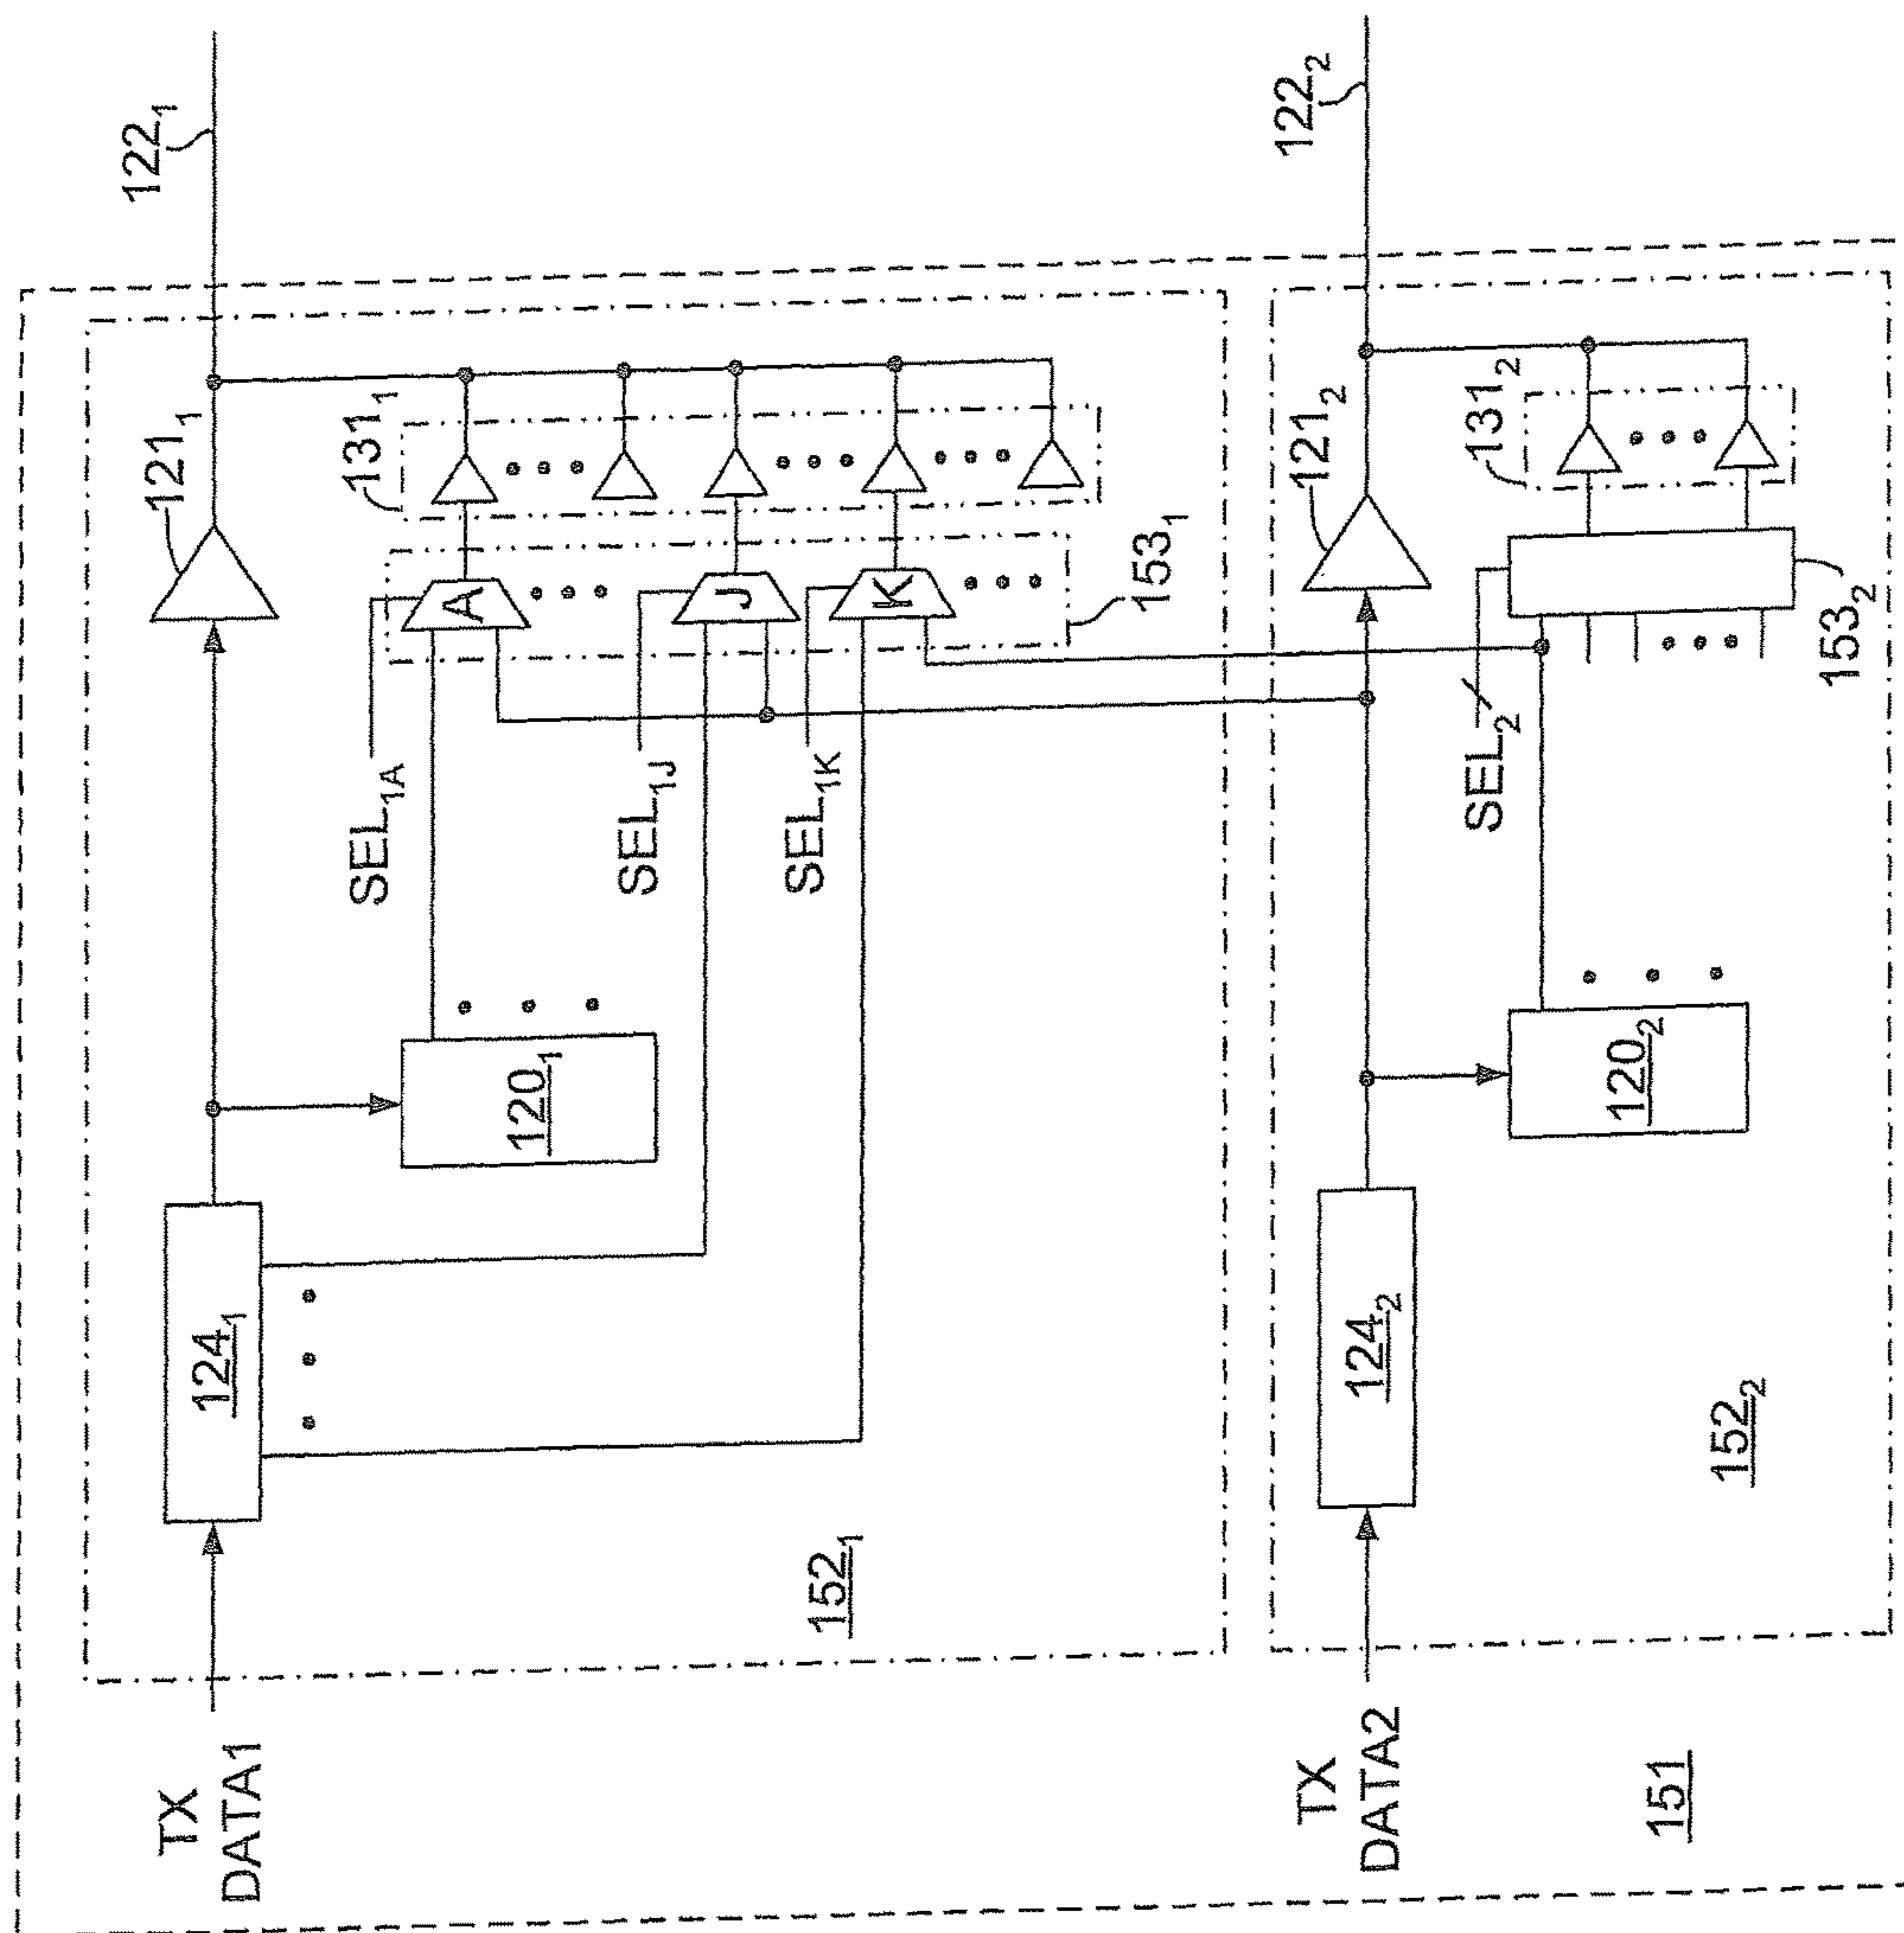 TX
DATA1
124₁
120₁
121₁
122₁
SEL₁A
SEL₁J
SEL₁K
A
J
K
131₁
153₁
152₁
TX
DATA2
124₂
120₂
121₂
122₂
SEL₂
131₂
153₂
152₂
151